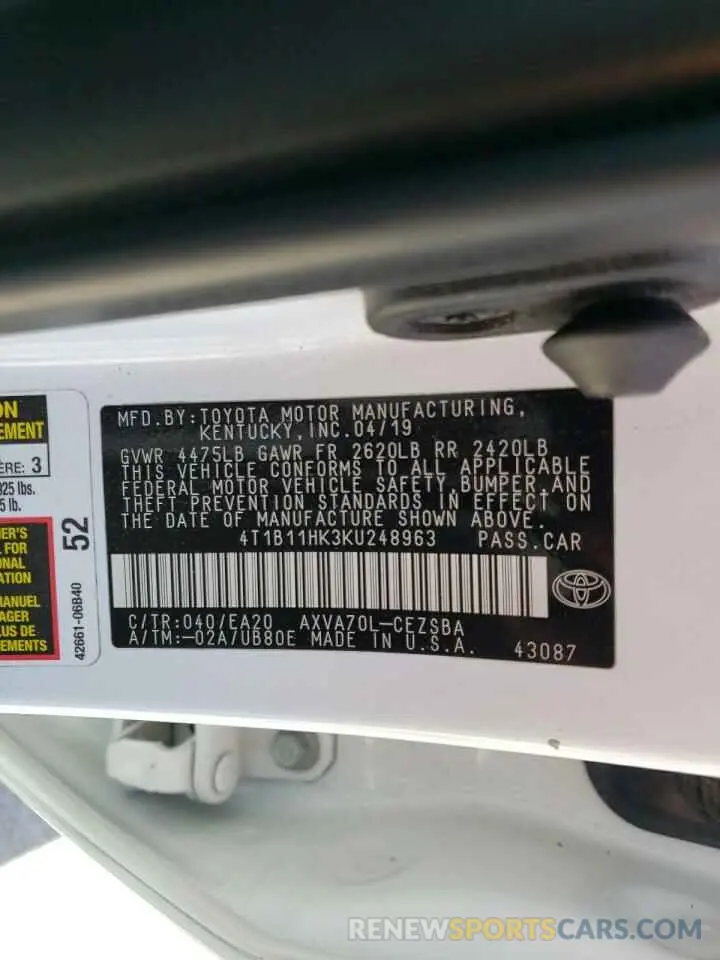 ON
EMENT
ÈRE: 3
825 lbs.
5 lb.
ER'S
L FOR
ONAL
ATION
MANUEL
AGER
LUS DE
EMENTS
52
42661-06B40
MFD.BY:TOYOTA MOTOR MANUFACTURING,
KENTUCKY,INC.04/19
GVWR 4475LB GAWR FR 2620LB RR 2420LB
THIS VEHICLE CONFORMS TO ALL APPLICABLE
FEDERAL MOTOR VEHICLE SAFETY,BUMPER,AND
THEFT PREVENTION STANDARDS IN EFFECT ON
THE DATE OF MANUFACTURE SHOWN ABOVE.
4T1B11HK3KU248963 PASS.CAR
C/TR:040/EA20 AXVA70L-CEZSBA
A/TM:-02A/UB80E MADE IN U.S.A. 43087
RENEWSPORTSCARS.COM